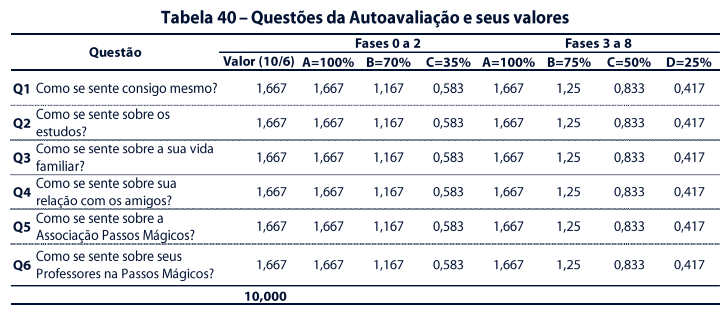 Tabela 40 – Questões da Autoavaliação e seus valores
Questão Fases 0 a 2 Fases 3 a 8
Valor (10/6) A=100% B=70% C=35% A=100% B=75% C=50% D=25%
Q1 Como se sente consigo mesmo? 1,667 1,667 1,167 0,583 1,667 1,25 0,833 0,417
Q2 Como se sente sobre os
estudos? 1,667 1,667 1,167 0,583 1,667 1,25 0,833 0,417
Q3 Como se sente sobre a sua vida
familiar? 1,667 1,667 1,167 0,583 1,667 1,25 0,833 0,417
Q4 Como se sente sobre sua
relação com os amigos? 1,667 1,667 1,167 0,583 1,667 1,25 0,833 0,417
Q5 Como se sente sobre a
Associação Passos Mágicos? 1,667 1,667 1,167 0,583 1,667 1,25 0,833 0,417
Q6 Como se sente sobre seus
Professores na Passos Mágicos? 1,667 1,667 1,167 0,583 1,667 1,25 0,833 0,417
10,000